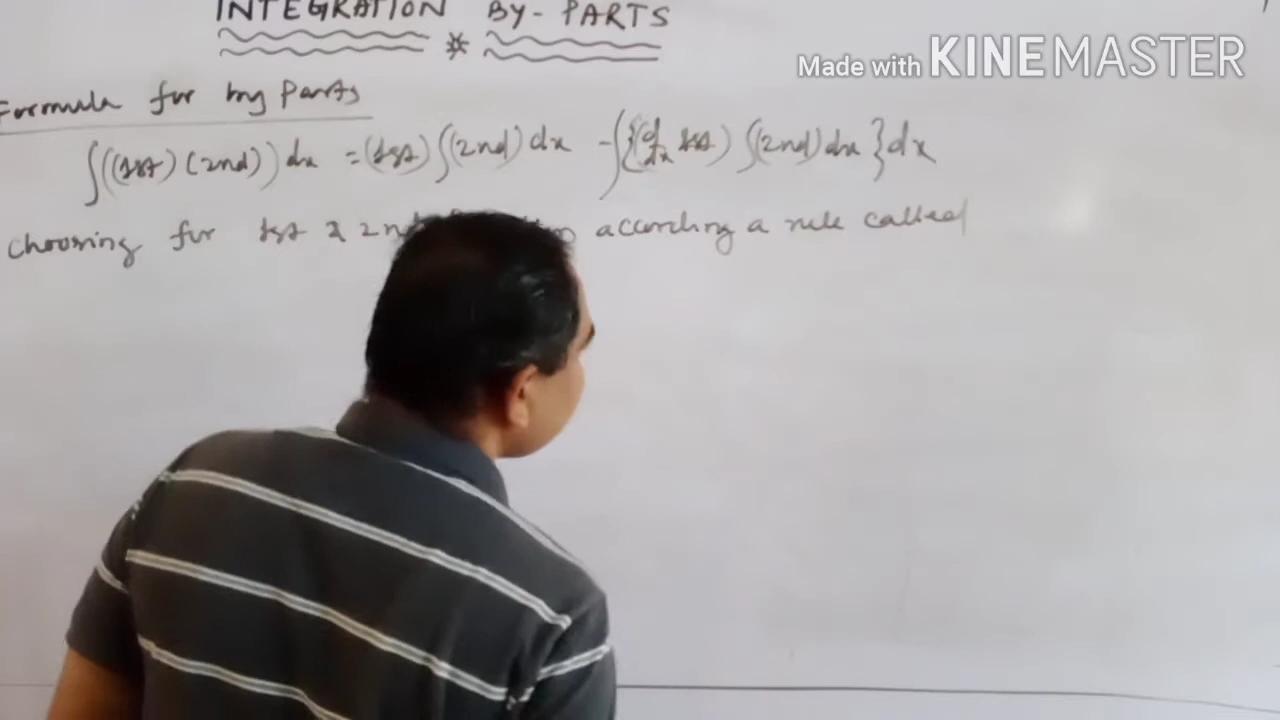 INTEGRATION BY-PARTS
Made with KINEMASTER
Formula for by Parts
∫((1st)(2nd))dx = (1st)∫(2nd)dx - ∫{(d/dx 1st)∫(2nd)dx}dx
choosing for 1st & 2nd according a rule called